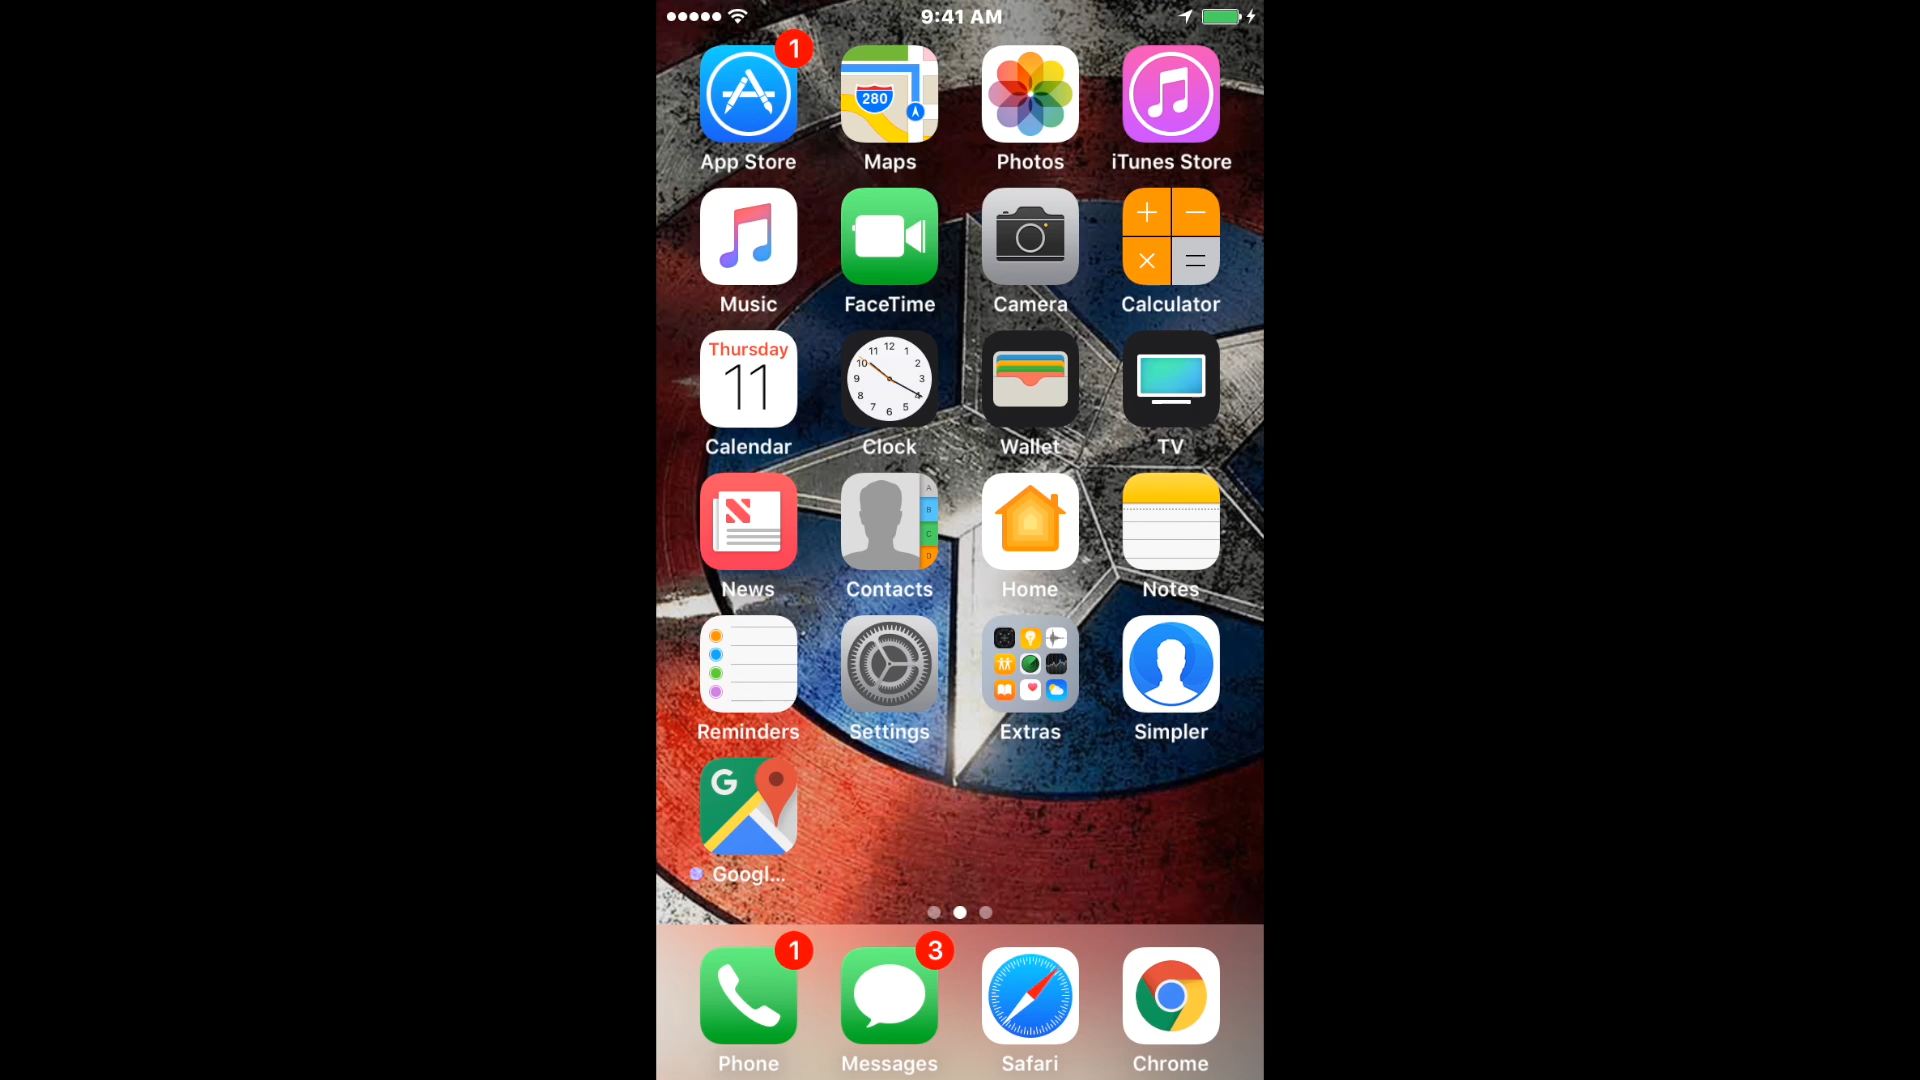 9:41 AM
1
280
App Store Maps Photos iTunes Store
Music FaceTime Camera Calculator
Thursday
11
12
11 1
10 2
9 3
8 4
7 5
6
Calendar Clock Wallet TV
A
B
C
D
News Contacts Home Notes
Reminders Settings Extras Simpler
G
Googl...
1 3
Phone Messages Safari Chrome